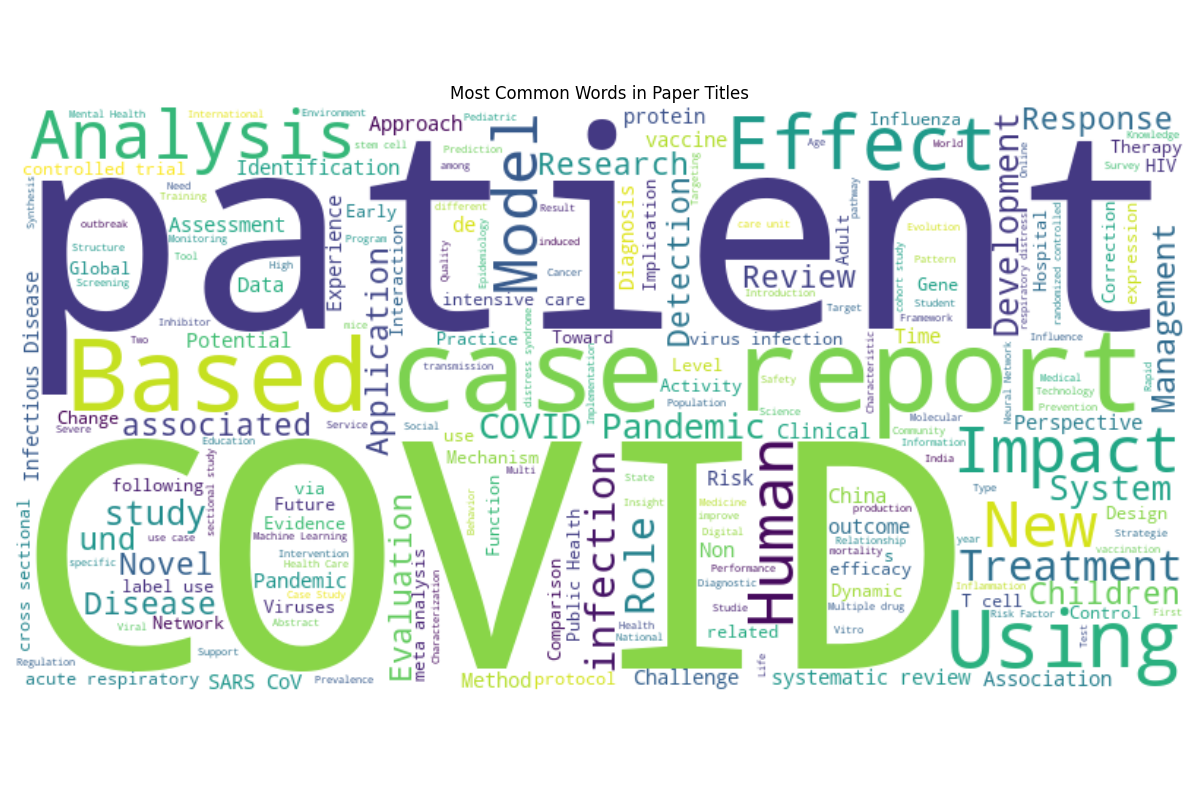 Most Common Words in Paper Titles
Mental Health
International
Environment
Analysis
Approach
Pediatric
Model
protein
vaccine
Effect
Influenza
Response
Knowledge
Therapy
HIV
Survey
controlled trial
Identification
stem cell
Prediction
among
Research
Targeting
Age
World
Online
Development
patient
Synthesis
Need
Training
outbreak
Assessment
Monitoring
Structure
Tool
Global
Screening
High
Data
Experience
Early
Program
Interaction
Application
different
de
Quality
Epidemiology
Result
induced
Cancer
intensive care
Diagnosis
Implication
Detection
care unit
Review
Introduction
Adult
pathway
Target
Evolution
Pattern
cohort study
Gene
Student
Framework
respiratory distress
Hospital
randomized controlled
Correction
expression
Management
Infectious Disease
Inhibitor
Two
Potential
mice
Practice
Toward
virus infection
Time
Influence
Based
case report
transmission
distress syndrome
Implementation
Level
Activity
Population
Safety
Science
Characteristic
Molecular
Neural Network
Medical
Technology
Prevention
Rapid
Change
Severe
associated
Service
Social
use
COVID Pandemic
Clinical
Community
Information
India
Perspective
Impact
COVID
Education
sectional study
following
study
und
use case
specific
Novel
label use
Disease
Viral
Network
Support
Regulation
cross sectional
acute respiratory
SARS CoV
Prevalence
via
Future
Evidence
Machine Learning
Intervention
Health Care
Pandemic
Case Study
Viruses
Abstract
Evaluation
meta analysis
Characterization
Mechanism
Multi
Behavior
Function
Method
protocol
Comparison
Public Health
infection
State
Insight
Role
Health
National
Challenge
Risk
Medicine
improve
Digital
Non
Performance
Diagnostic
Studie
related
Human
Life
China
production
outcome
Relationship
mortality
s
efficacy
Dynamic
Multiple drug
Vitro
systematic review
Association
Type
System
New
Design
Strategie
year
vaccination
Treatment
Inflammation
Children
T cell
Risk Factor
Control
First
Test
Using